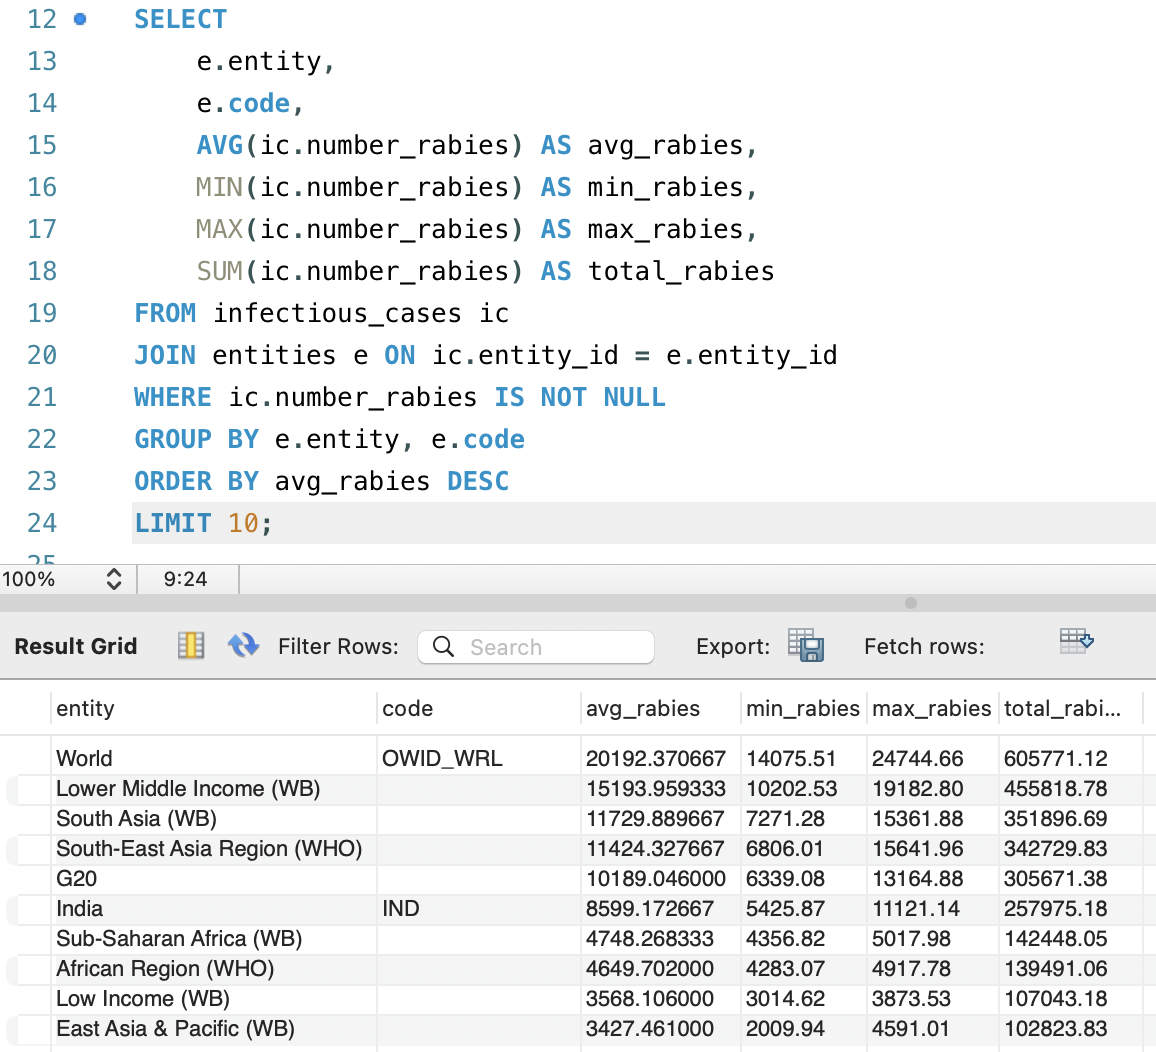 12 SELECT
13 e.entity,
14 e.code,
15 AVG(ic.number_rabies) AS avg_rabies,
16 MIN(ic.number_rabies) AS min_rabies,
17 MAX(ic.number_rabies) AS max_rabies,
18 SUM(ic.number_rabies) AS total_rabies
19 FROM infectious_cases ic
20 JOIN entities e ON ic.entity_id = e.entity_id
21 WHERE ic.number_rabies IS NOT NULL
22 GROUP BY e.entity, e.code
23 ORDER BY avg_rabies DESC
24 LIMIT 10;
25
100% 9:24
Result Grid Filter Rows: Search Export: Fetch rows:
entity code avg_rabies min_rabies max_rabies total_rabi...
World OWID_WRL 20192.370667 14075.51 24744.66 605771.12
Lower Middle Income (WB) 15193.959333 10202.53 19182.80 455818.78
South Asia (WB) 11729.889667 7271.28 15361.88 351896.69
South-East Asia Region (WHO) 11424.327667 6806.01 15641.96 342729.83
G20 10189.046000 6339.08 13164.88 305671.38
India IND 8599.172667 5425.87 11121.14 257975.18
Sub-Saharan Africa (WB) 4748.268333 4356.82 5017.98 142448.05
African Region (WHO) 4649.702000 4283.07 4917.78 139491.06
Low Income (WB) 3568.106000 3014.62 3873.53 107043.18
East Asia & Pacific (WB) 3427.461000 2009.94 4591.01 102823.83